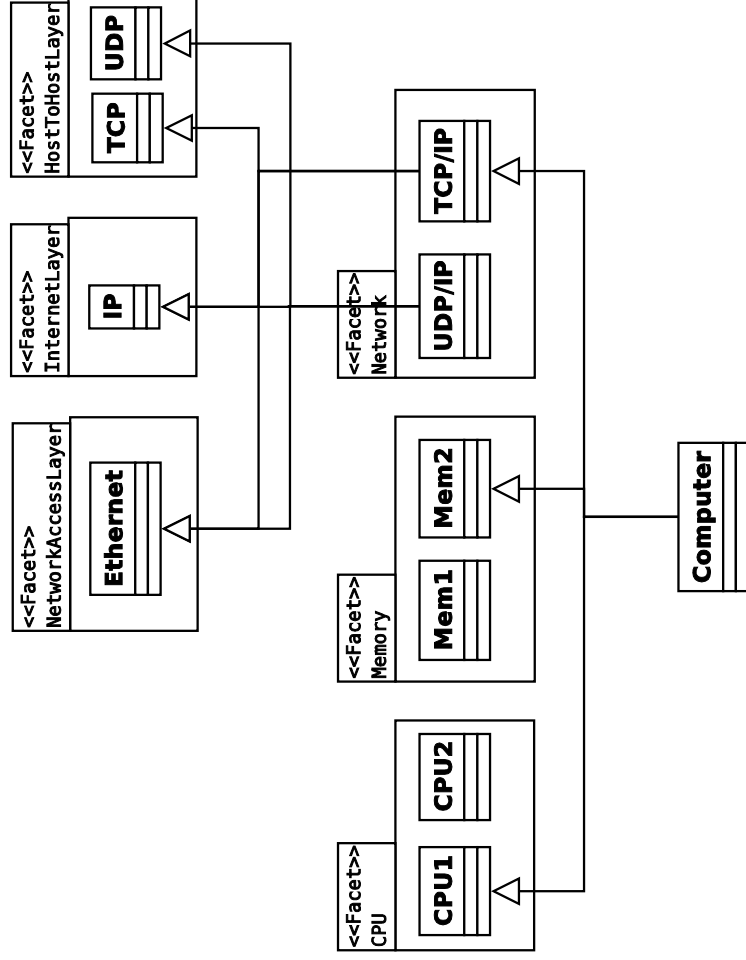 <<Facet>>
NetworkAccessLayer
Ethernet
<<Facet>>
InternetLayer
IP
<<Facet>>
HostToHostLayer
TCP
UDP
<<Facet>>
CPU
CPU1
CPU2
<<Facet>>
Memory
Mem1
Mem2
<<Facet>>
Network
UDP/IP
TCP/IP
Computer